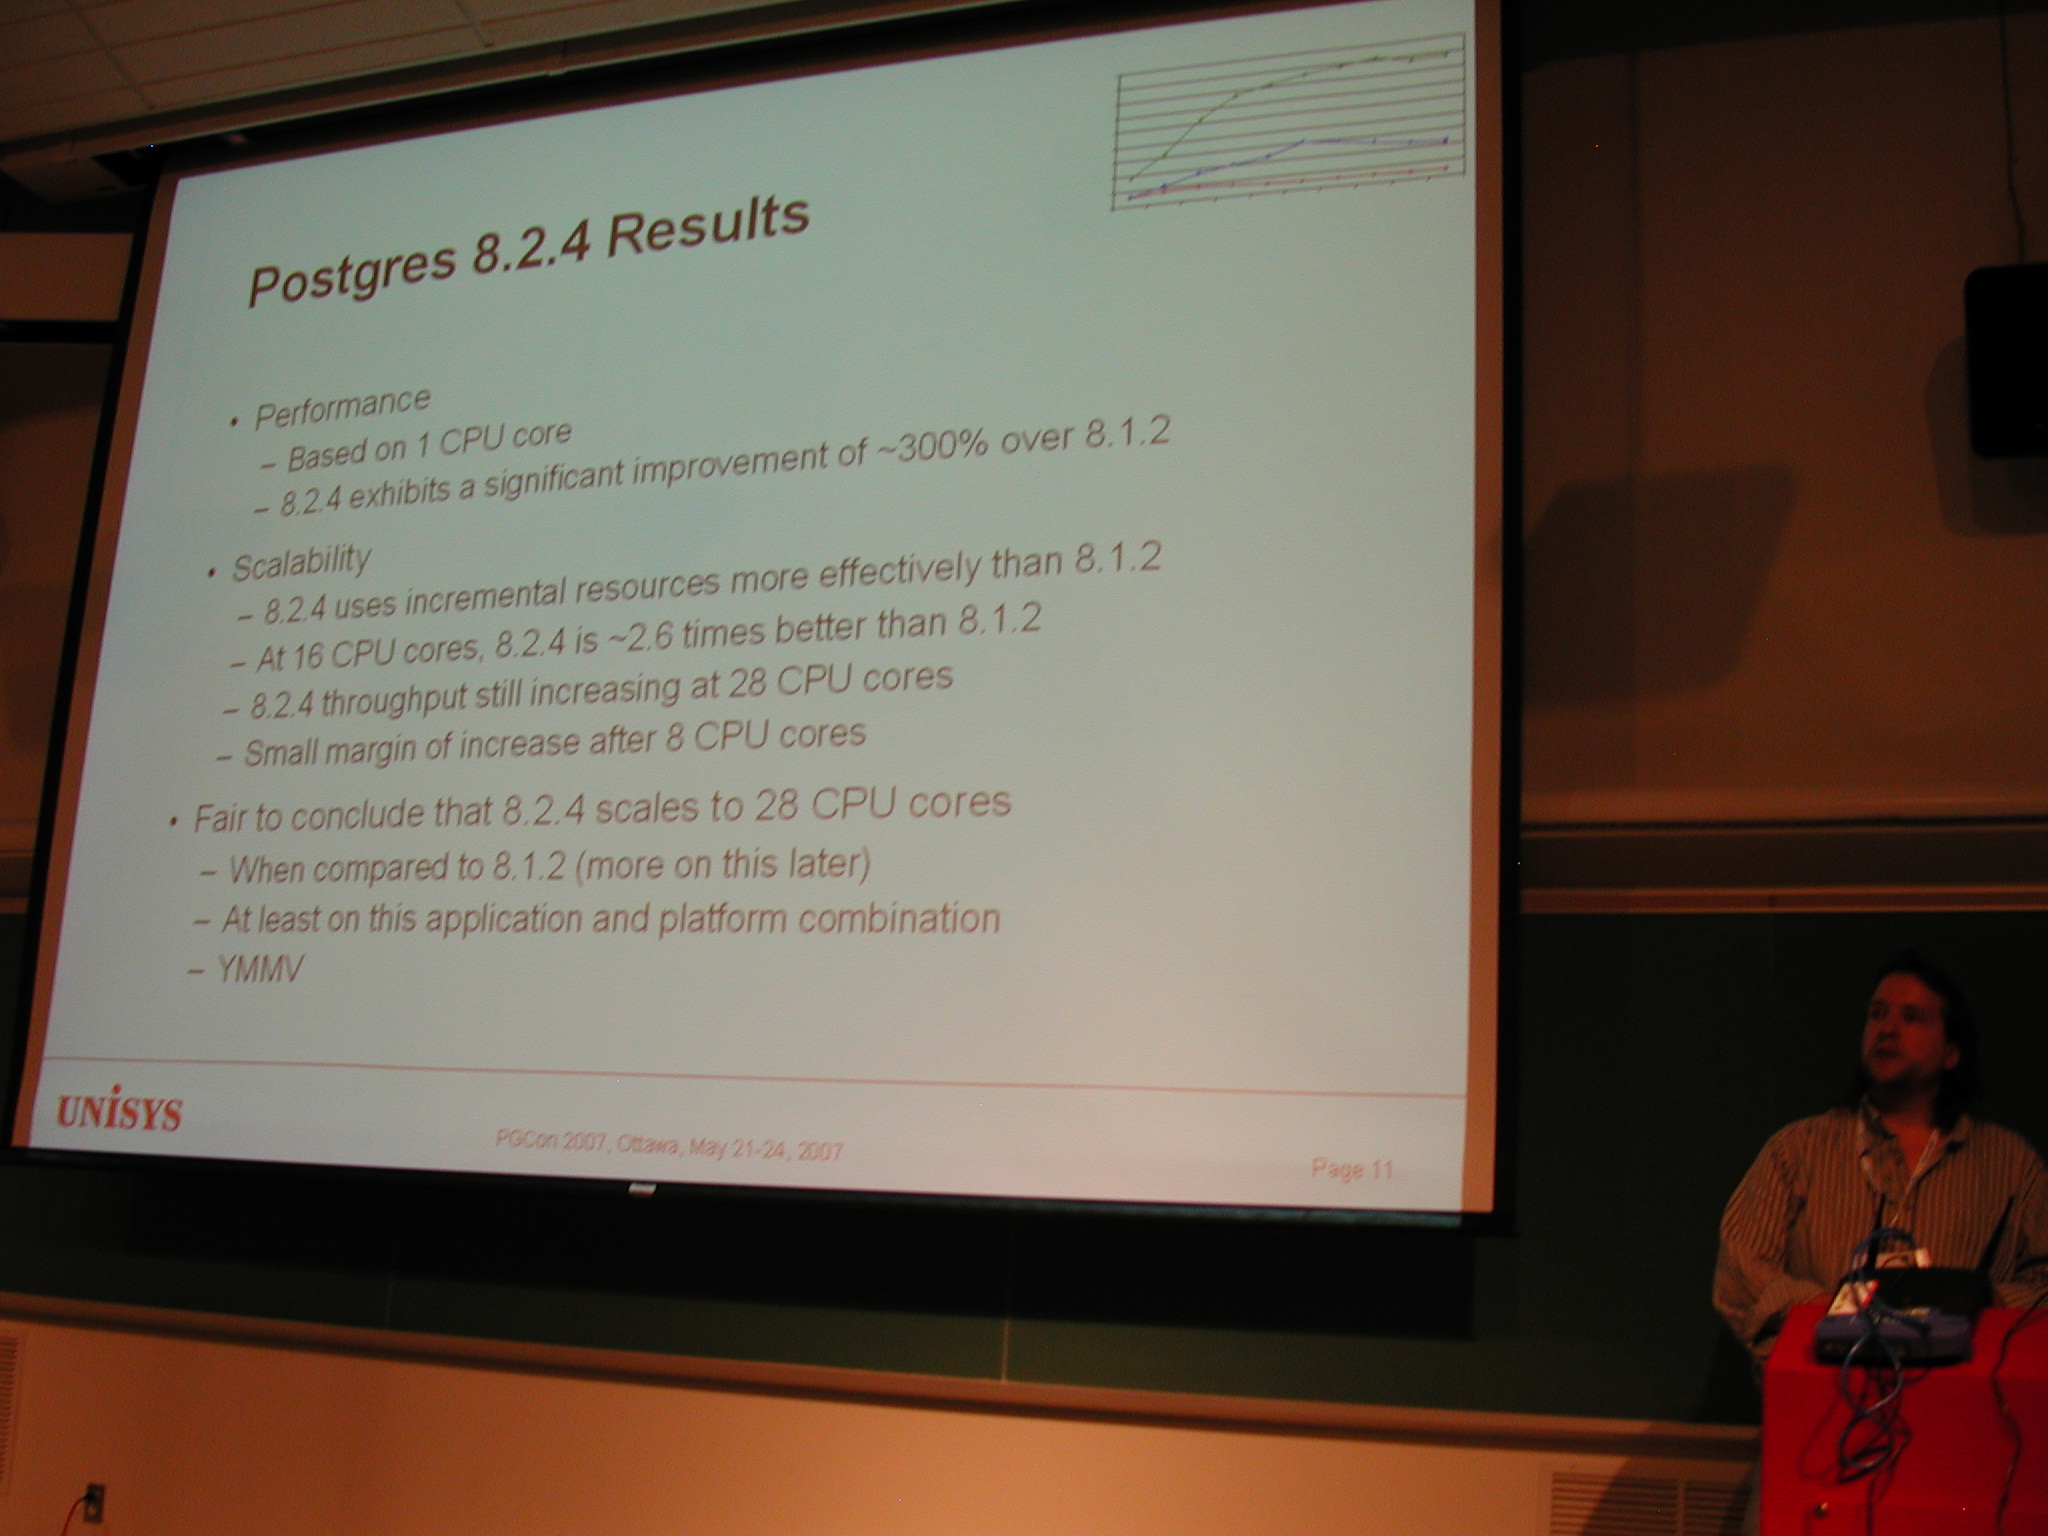 Postgres 8.2.4 Results
• Performance
– Based on 1 CPU core
– 8.2.4 exhibits a significant improvement of ~300% over 8.1.2
• Scalability
– 8.2.4 uses incremental resources more effectively than 8.1.2
– At 16 CPU cores, 8.2.4 is ~2.6 times better than 8.1.2
– 8.2.4 throughput still increasing at 28 CPU cores
– Small margin of increase after 8 CPU cores
• Fair to conclude that 8.2.4 scales to 28 CPU cores
– When compared to 8.1.2 (more on this later)
– At least on this application and platform combination
– YMMV
UNISYS
PGCon 2007, Ottawa, May 21-24, 2007
Page 11